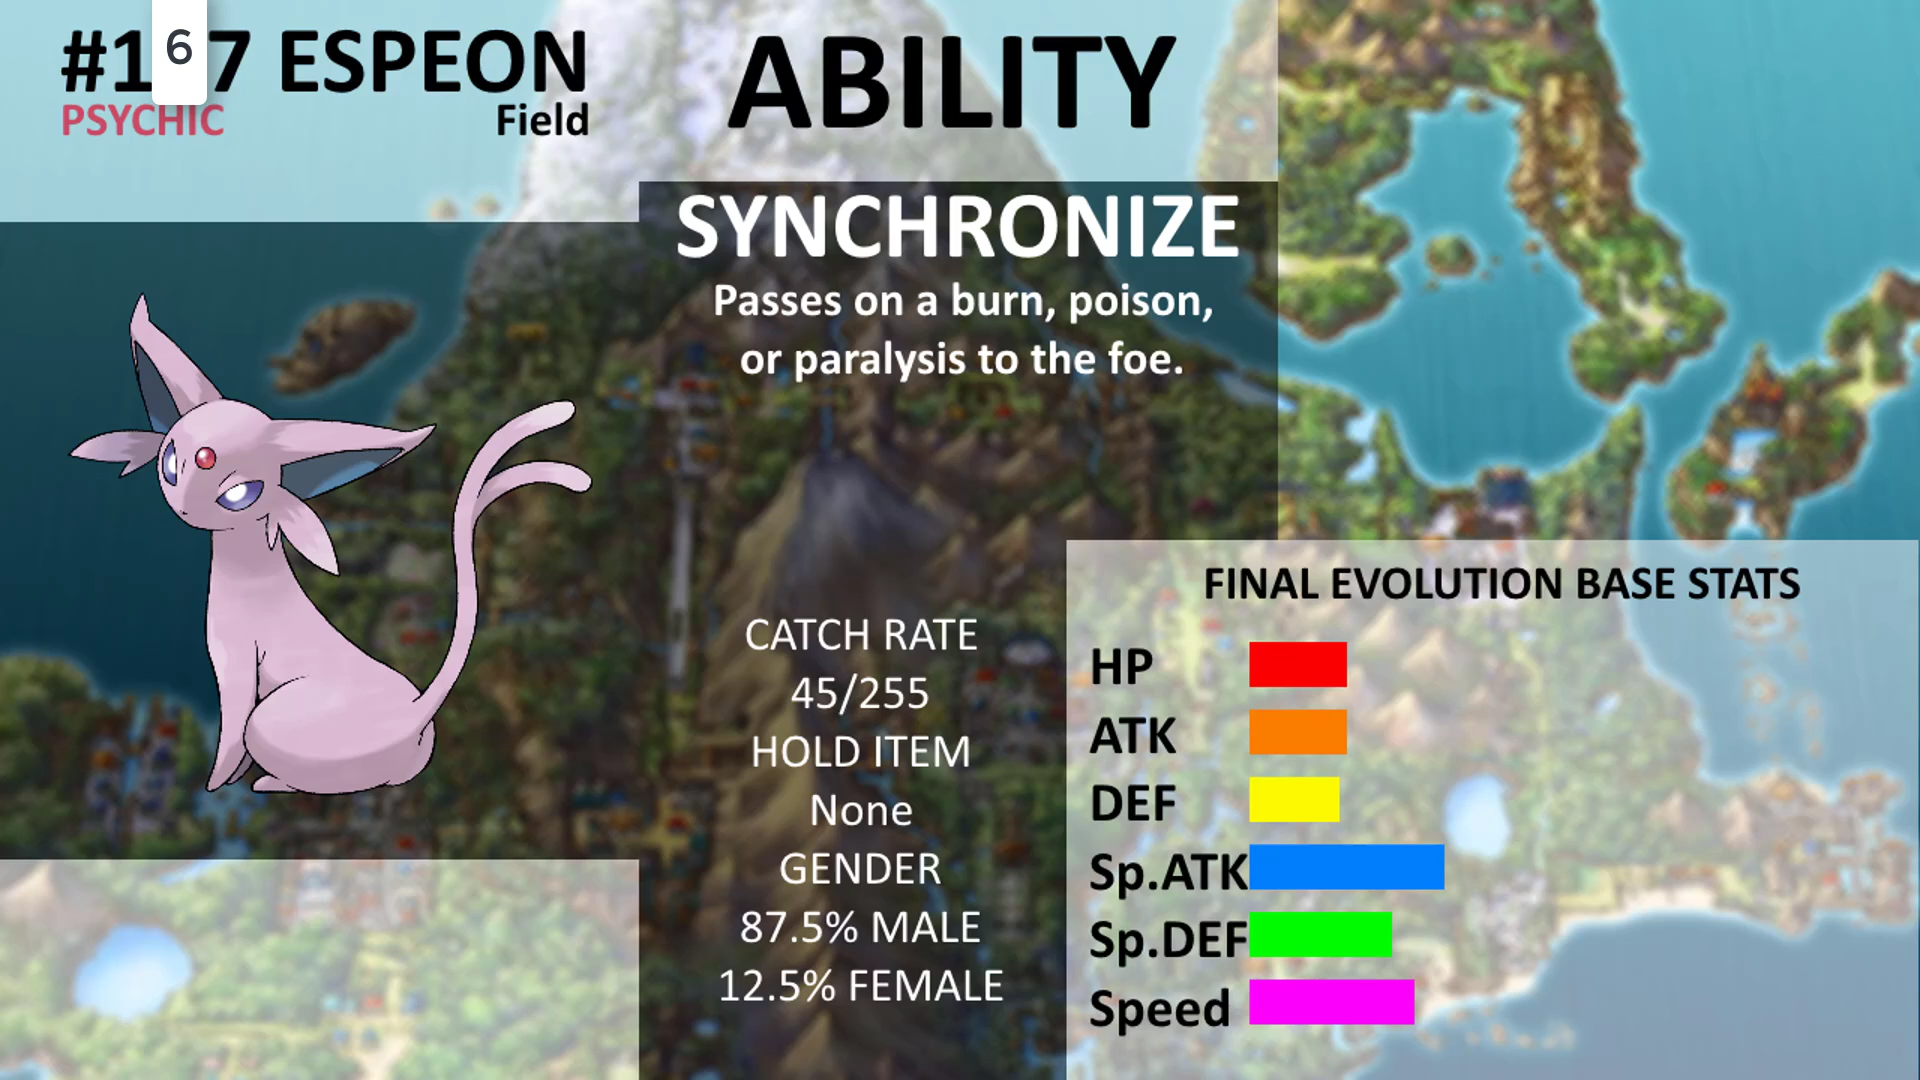 #1 7 ESPEON
6
PSYCHIC
Field
ABILITY
SYNCHRONIZE
Passes on a burn, poison,
or paralysis to the foe.
CATCH RATE
45/255
HOLD ITEM
None
GENDER
87.5% MALE
12.5% FEMALE
FINAL EVOLUTION BASE STATS
HP
ATK
DEF
Sp.ATK
Sp.DEF
Speed